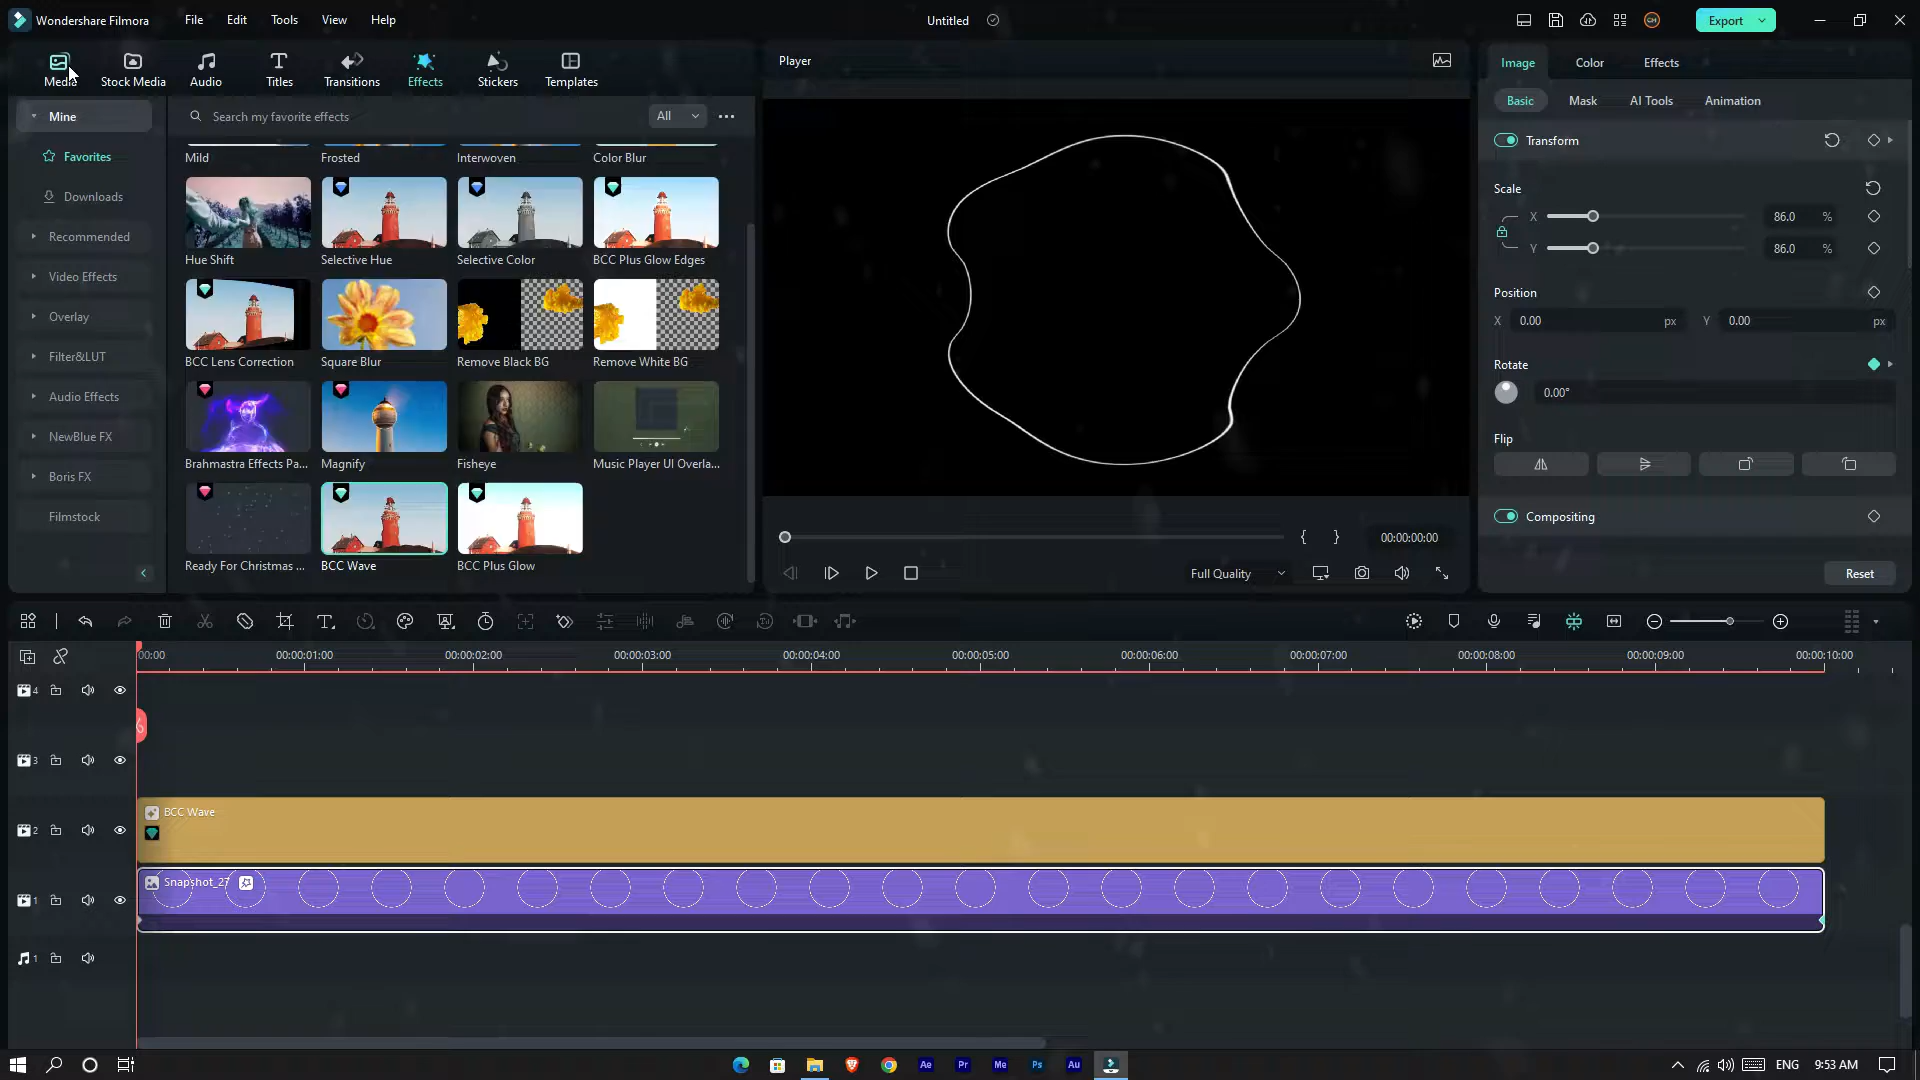 Wondershare Filmora
File
Edit
Tools
View
Help
Untitled
Export
Media
Stock Media
Audio
Titles
Transitions
Effects
Stickers
Templates
Player
Image
Color
Effects
Mine
Search my favorite effects
All
Basic
Mask
AI Tools
Animation
Favorites
Downloads
Recommended
Video Effects
Overlay
Filter&LUT
Audio Effects
NewBlue FX
Boris FX
Filmstock
Mild
Frosted
Interwoven
Color Blur
Hue Shift
Selective Hue
Selective Color
BCC Plus Glow Edges
BCC Lens Correction
Square Blur
Remove Black BG
Remove White BG
Brahmastra Effects Pa...
Magnify
Fisheye
Music Player UI Overla...
Ready For Christmas ...
BCC Wave
BCC Plus Glow
{ }
00:00:00:00
Full Quality
Transform
Scale
X 86.0 %
Y 86.0 %
Position
X 0.00 px Y 0.00 px
Rotate
0.00°
Flip
Compositing
Reset
00:00
00:00:01:00
00:00:02:00
00:00:03:00
00:00:04:00
00:00:05:00
00:00:06:00
00:00:07:00
00:00:08:00
00:00:09:00
00:00:10:00
4
3
2
BCC Wave
1
Snapshot_27
1
Ae
Pr
Me
Ps
Au
ENG
9:53 AM